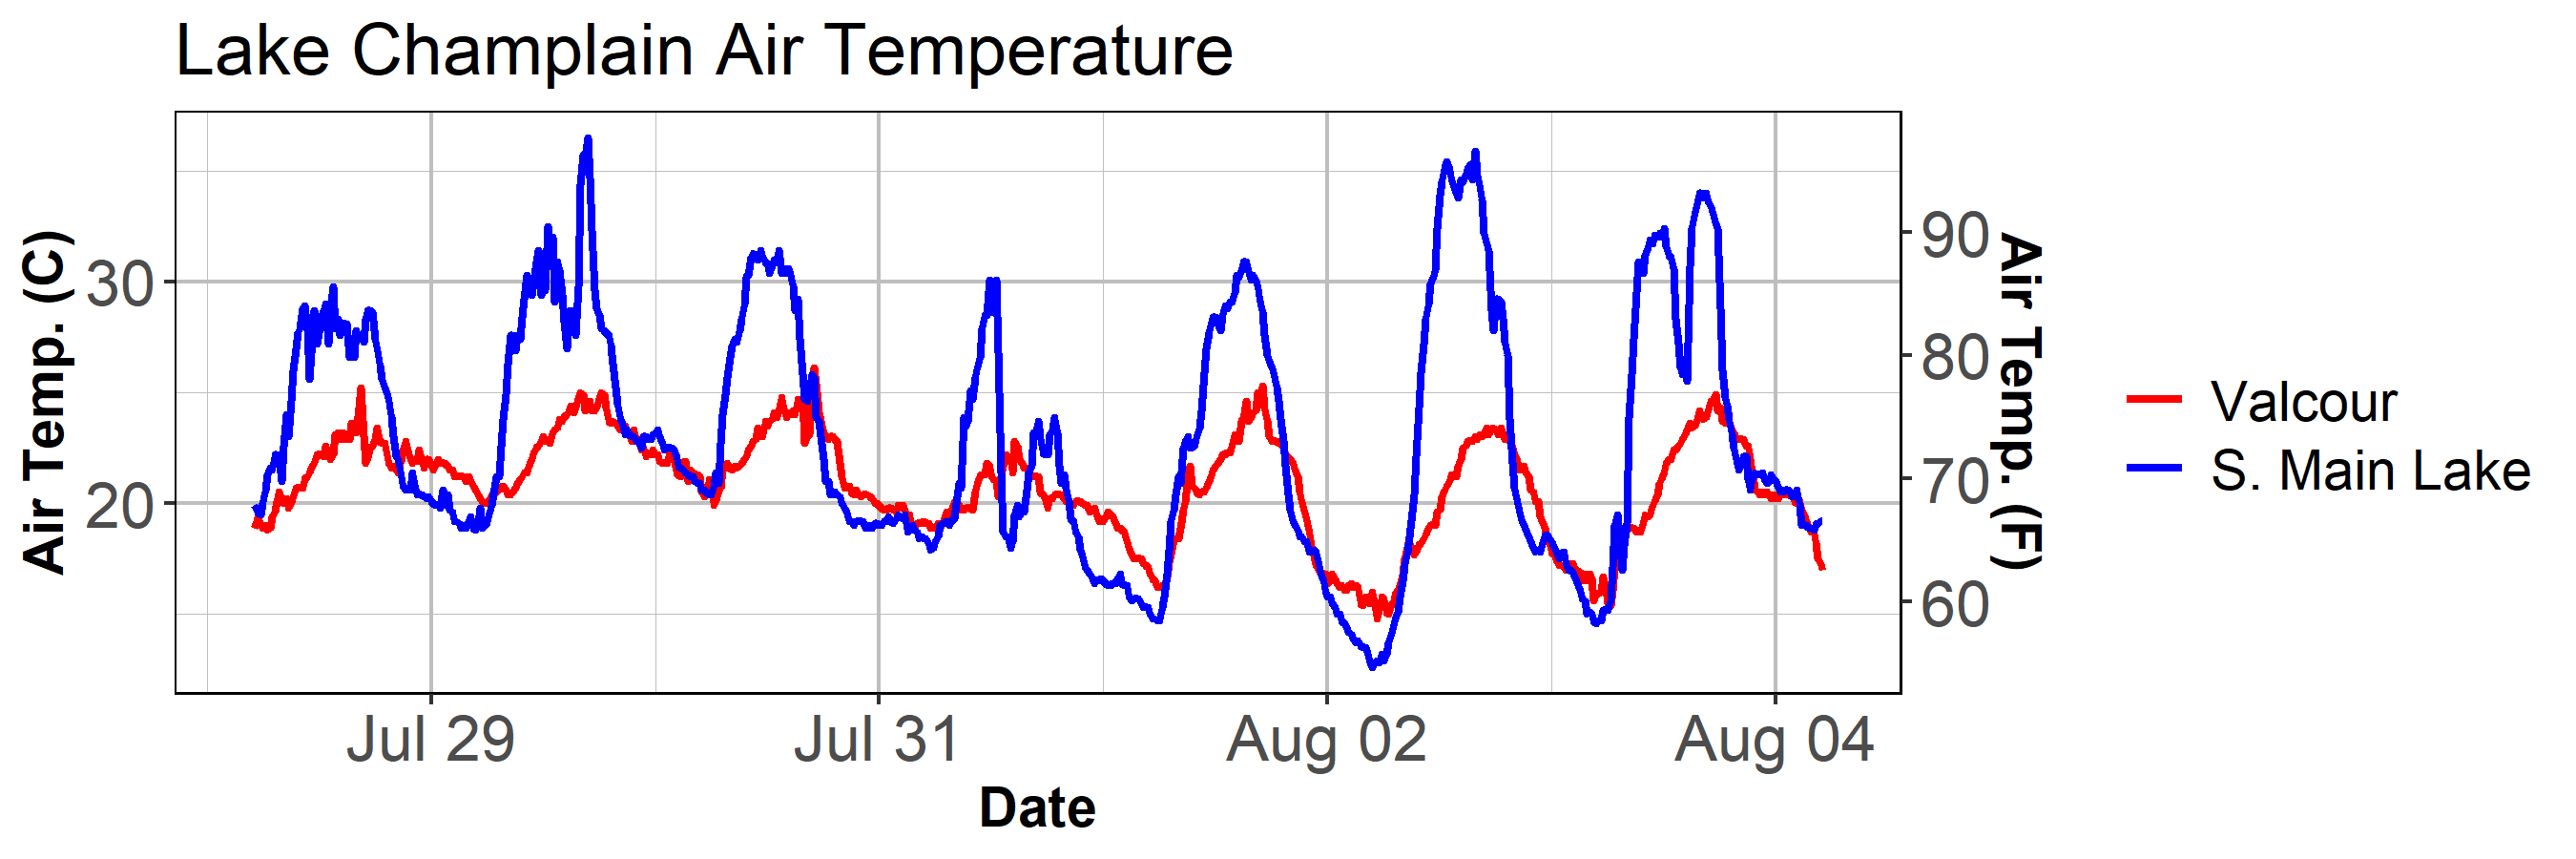 Lake Champlain Air Temperature
Air Temp. (C)
30
20
90
80
70
60
Air Temp. (F)
Valcour
S. Main Lake
Jul 29
Jul 31
Aug 02
Aug 04
Date